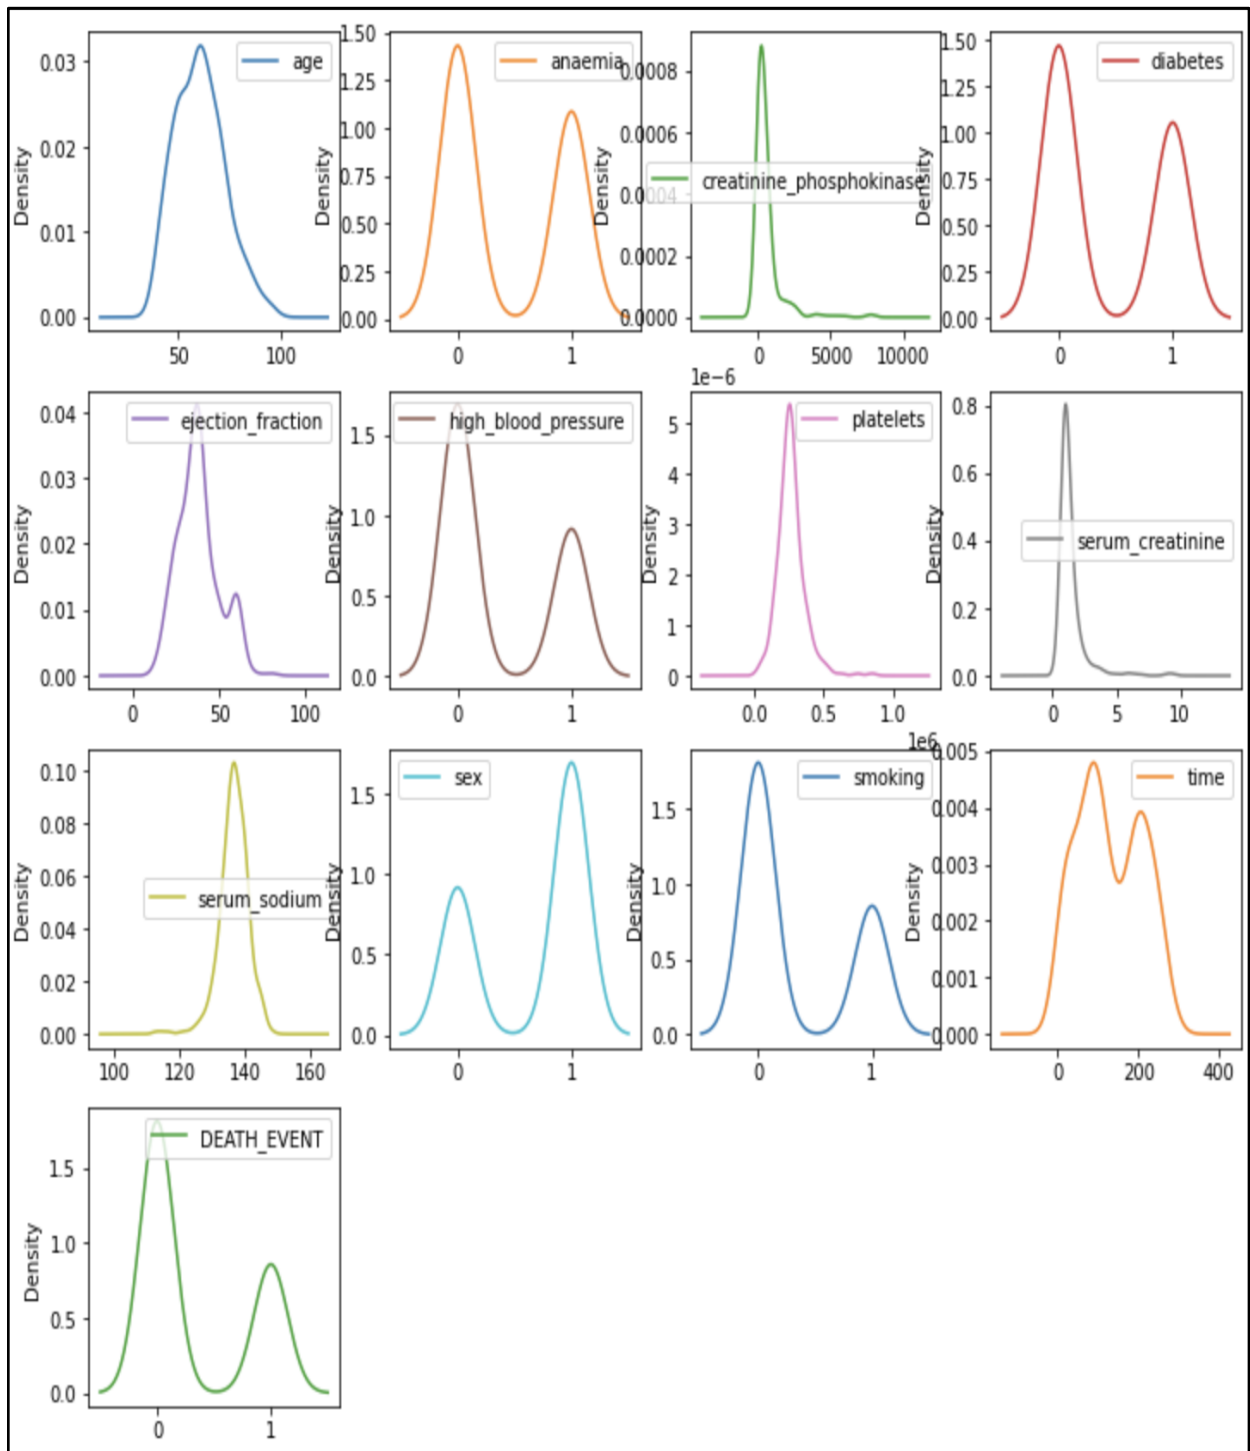 age
0.03
0.02
0.01
0.00
Density
50 100
anaemia
1.50
1.25
1.00
0.75
0.50
0.25
0.00
Density
0 1
creatinine_phosphokinase
0.0008
0.0006
0.0004
0.0002
0.0000
Density
0 5000 10000
diabetes
1.50
1.25
1.00
0.75
0.50
0.25
0.00
Density
0 1
ejection_fraction
0.04
0.03
0.02
0.01
0.00
Density
0 50 100
high_blood_pressure
1.5
1.0
0.5
0.0
Density
0 1
1e−6
platelets
5
4
3
2
1
0
Density
0.0 0.5 1.0
1e6
serum_creatinine
0.8
0.6
0.4
0.2
0.0
Density
0 5 10
serum_sodium
0.10
0.08
0.06
0.04
0.02
0.00
Density
100 120 140 160
sex
1.5
1.0
0.5
0.0
Density
0 1
smoking
1.5
1.0
0.5
0.0
Density
0 1
time
0.005
0.004
0.003
0.002
0.001
0.000
Density
0 200 400
DEATH_EVENT
1.5
1.0
0.5
0.0
Density
0 1